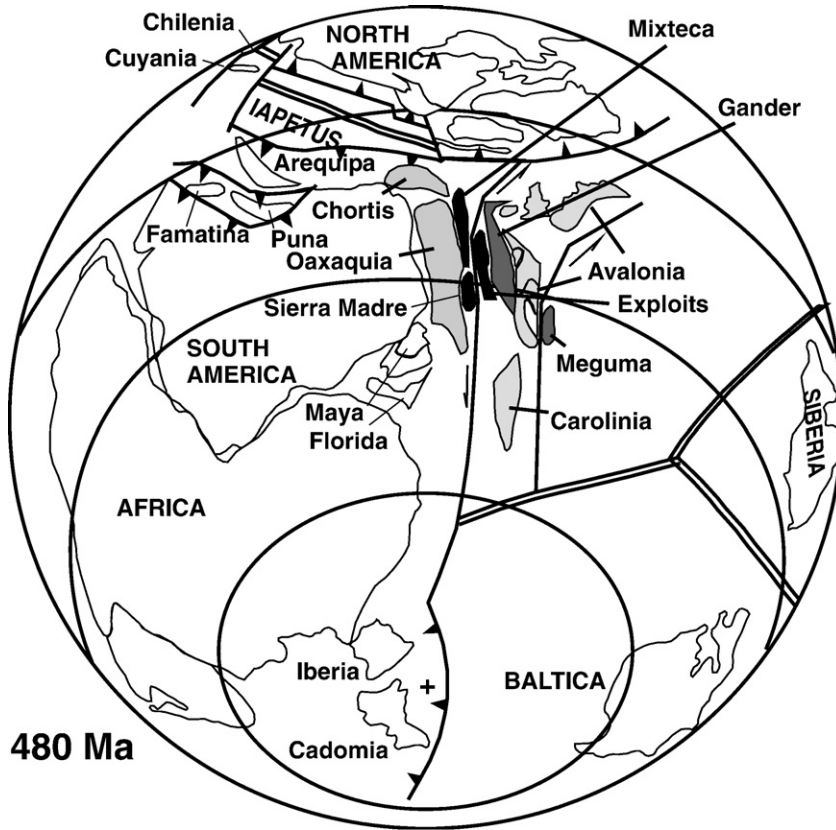 Chilenia
Cuyania
NORTH
AMERICA
Mixteca
Gander
IAPETUS
Arequipa
Chortis
Famatina
Puna
Oaxaquia
Avalonia
Sierra Madre
Exploits
SOUTH
AMERICA
Meguma
Maya
Florida
Carolinia
SIBERIA
AFRICA
Iberia
+
BALTICA
Cadomia
480 Ma